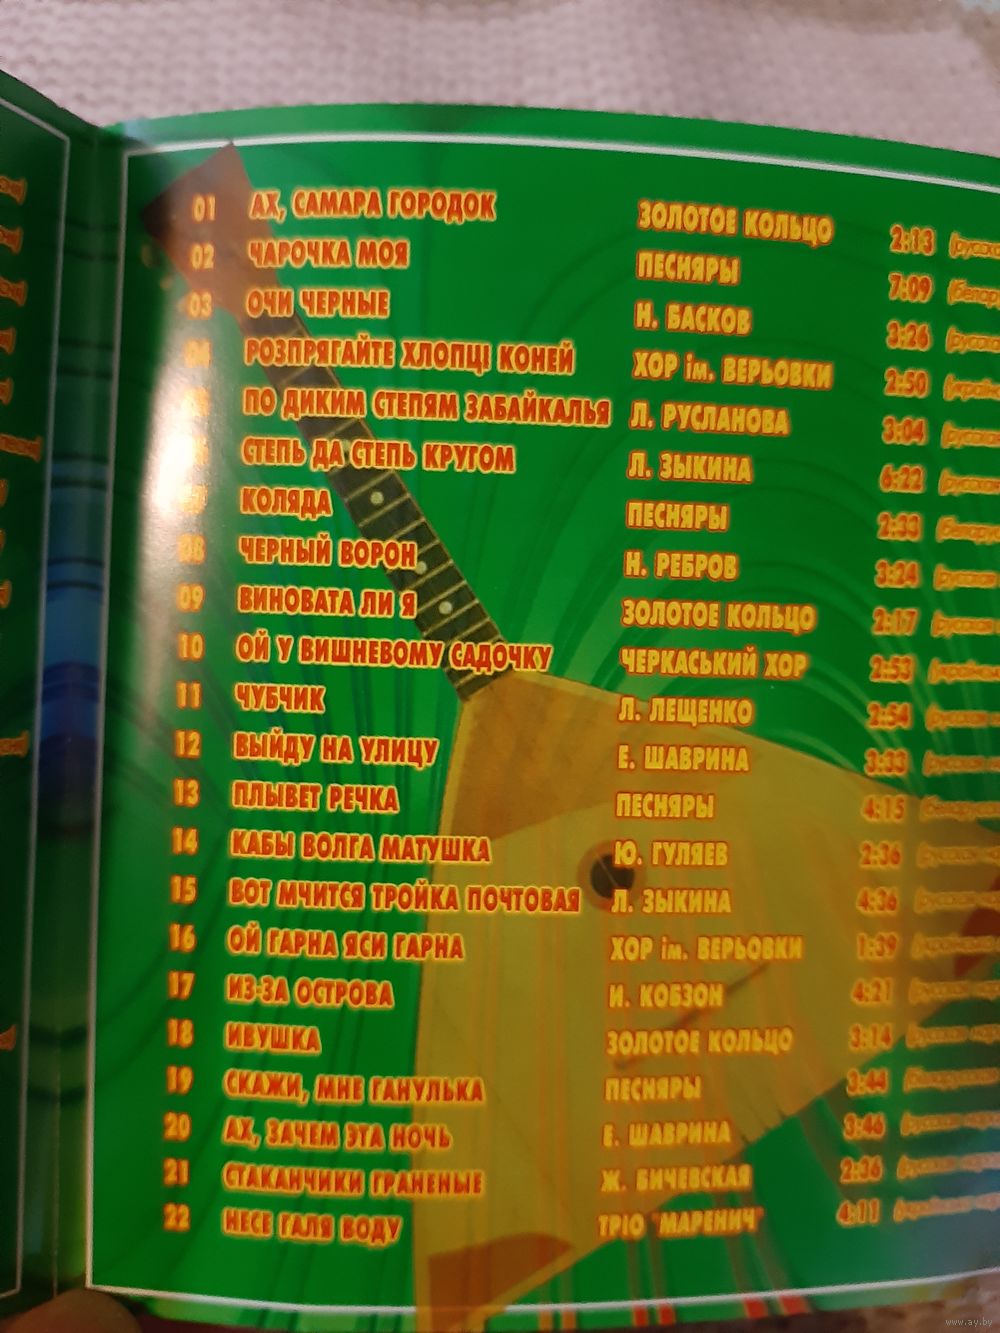 01 АХ, САМАРА ГОРОДОК ЗОЛОТОЕ КОЛЬЦО 2:13
02 ЧАРОЧКА МОЯ ПЕСНЯРЫ 7:09
03 ОЧИ ЧЕРНЫЕ Н. БАСКОВ 3:26
04 РОЗПРЯГАЙТЕ ХЛОПЦІ КОНЕЙ ХОР ім. ВЕРЬОВКИ 2:50
ПО ДИКИМ СТЕПЯМ ЗАБАЙКАЛЬЯ Л. РУСЛАНОВА 3:04
СТЕПЬ ДА СТЕПЬ КРУГОМ Л. ЗЫКИНА 6:22
КОЛЯДА ПЕСНЯРЫ 2:33
08 ЧЕРНЫЙ ВОРОН Н. РЕБРОВ 3:24
09 ВИНОВАТА ЛИ Я ЗОЛОТОЕ КОЛЬЦО 2:17
10 ОЙ У ВИШНЕВОМУ САДОЧКУ ЧЕРКАСЬКИЙ ХОР 2:53
11 ЧУБЧИК Л. ЛЕЩЕНКО 2:54
12 ВЫЙДУ НА УЛИЦУ Е. ШАВРИНА 3:33
13 ПЛЫВЕТ РЕЧКА ПЕСНЯРЫ 4:15
14 КАБЫ ВОЛГА МАТУШКА Ю. ГУЛЯЕВ 2:36
15 ВОТ МЧИТСЯ ТРОЙКА ПОЧТОВАЯ Л. ЗЫКИНА 4:36
16 ОЙ ГАРНА ЯСИ ГАРНА ХОР ім. ВЕРЬОВКИ 1:39
17 ИЗ-ЗА ОСТРОВА И. КОБЗОН 4:21
18 ИВУШКА ЗОЛОТОЕ КОЛЬЦО 3:14
19 СКАЖИ, МНЕ ГАНУЛЬКА ПЕСНЯРЫ 3:44
20 АХ, ЗАЧЕМ ЭТА НОЧЬ Е. ШАВРИНА 3:46
21 СТАКАНЧИКИ ГРАНЕНЫЕ Ж. БИЧЕВСКАЯ 2:36
22 НЕСЕ ГАЛЯ ВОДУ ТРІО "МАРЕНИЧ" 4:11
www.ay.by